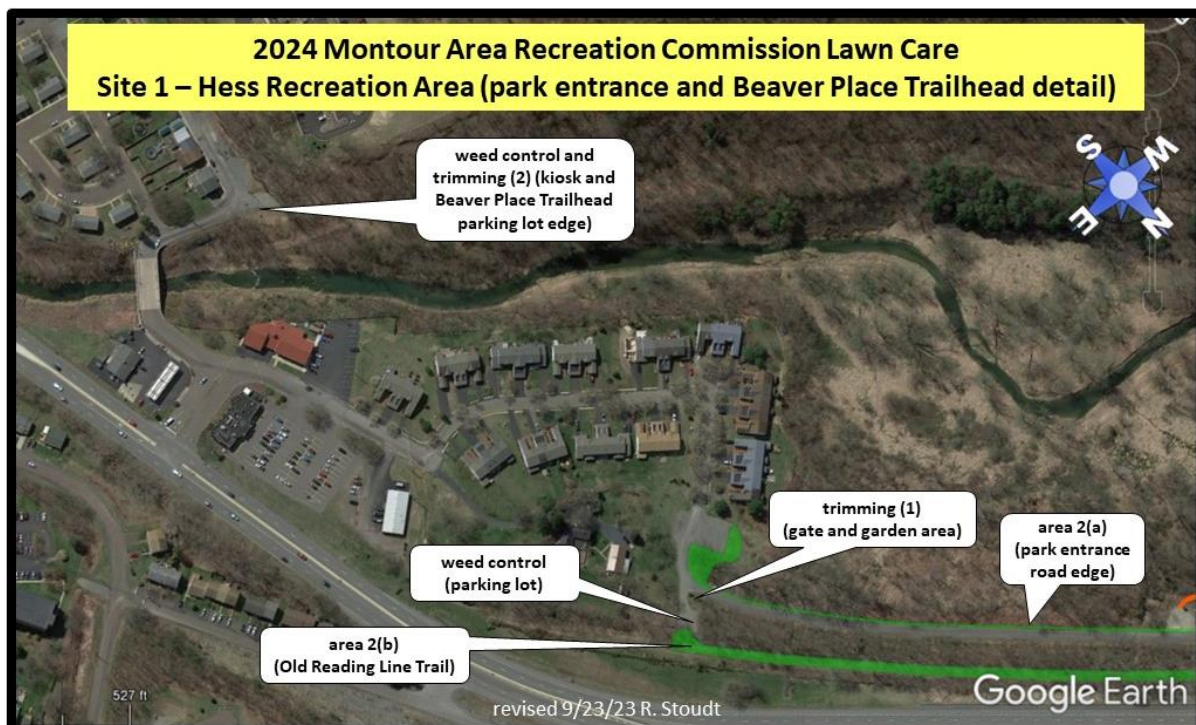 2024 Montour Area Recreation Commission Lawn Care
Site 1 – Hess Recreation Area (park entrance and Beaver Place Trailhead detail)
weed control and
trimming (2) (kiosk and
Beaver Place Trailhead
parking lot edge)
S
W
E
N
trimming (1)
(gate and garden area)
area 2(a)
(park entrance
road edge)
weed control
(parking lot)
area 2(b)
(Old Reading Line Trail)
527 ft
revised 9/23/23 R. Stoudt
Google Earth